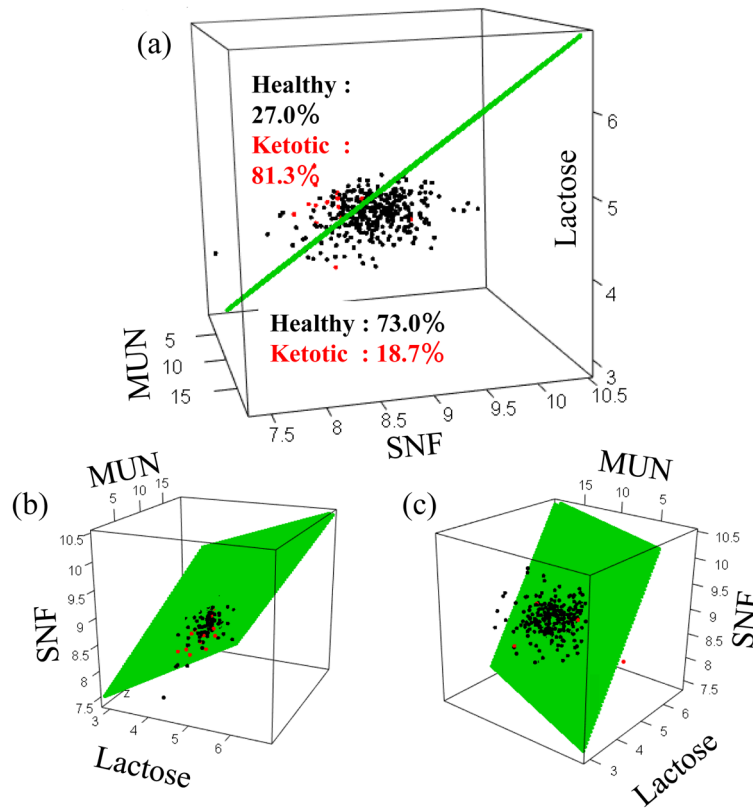 (a)
Healthy :
27.0%
Ketotic :
81.3%
Healthy : 73.0%
Ketotic : 18.7%
6
5
4
3
Lactose
5
10
15
MUN
7.5 8 8.5 9 9.5 10 10.5
SNF
(b)
MUN
5 10 15
10.5
10
9.5
9
8.5
8
7.5
SNF
z
3 4 5 6
Lactose
(c)
MUN
15 10 5
10.5
10
9.5
9
8.5
8
7.5
SNF
6
5
4
3
Lactose